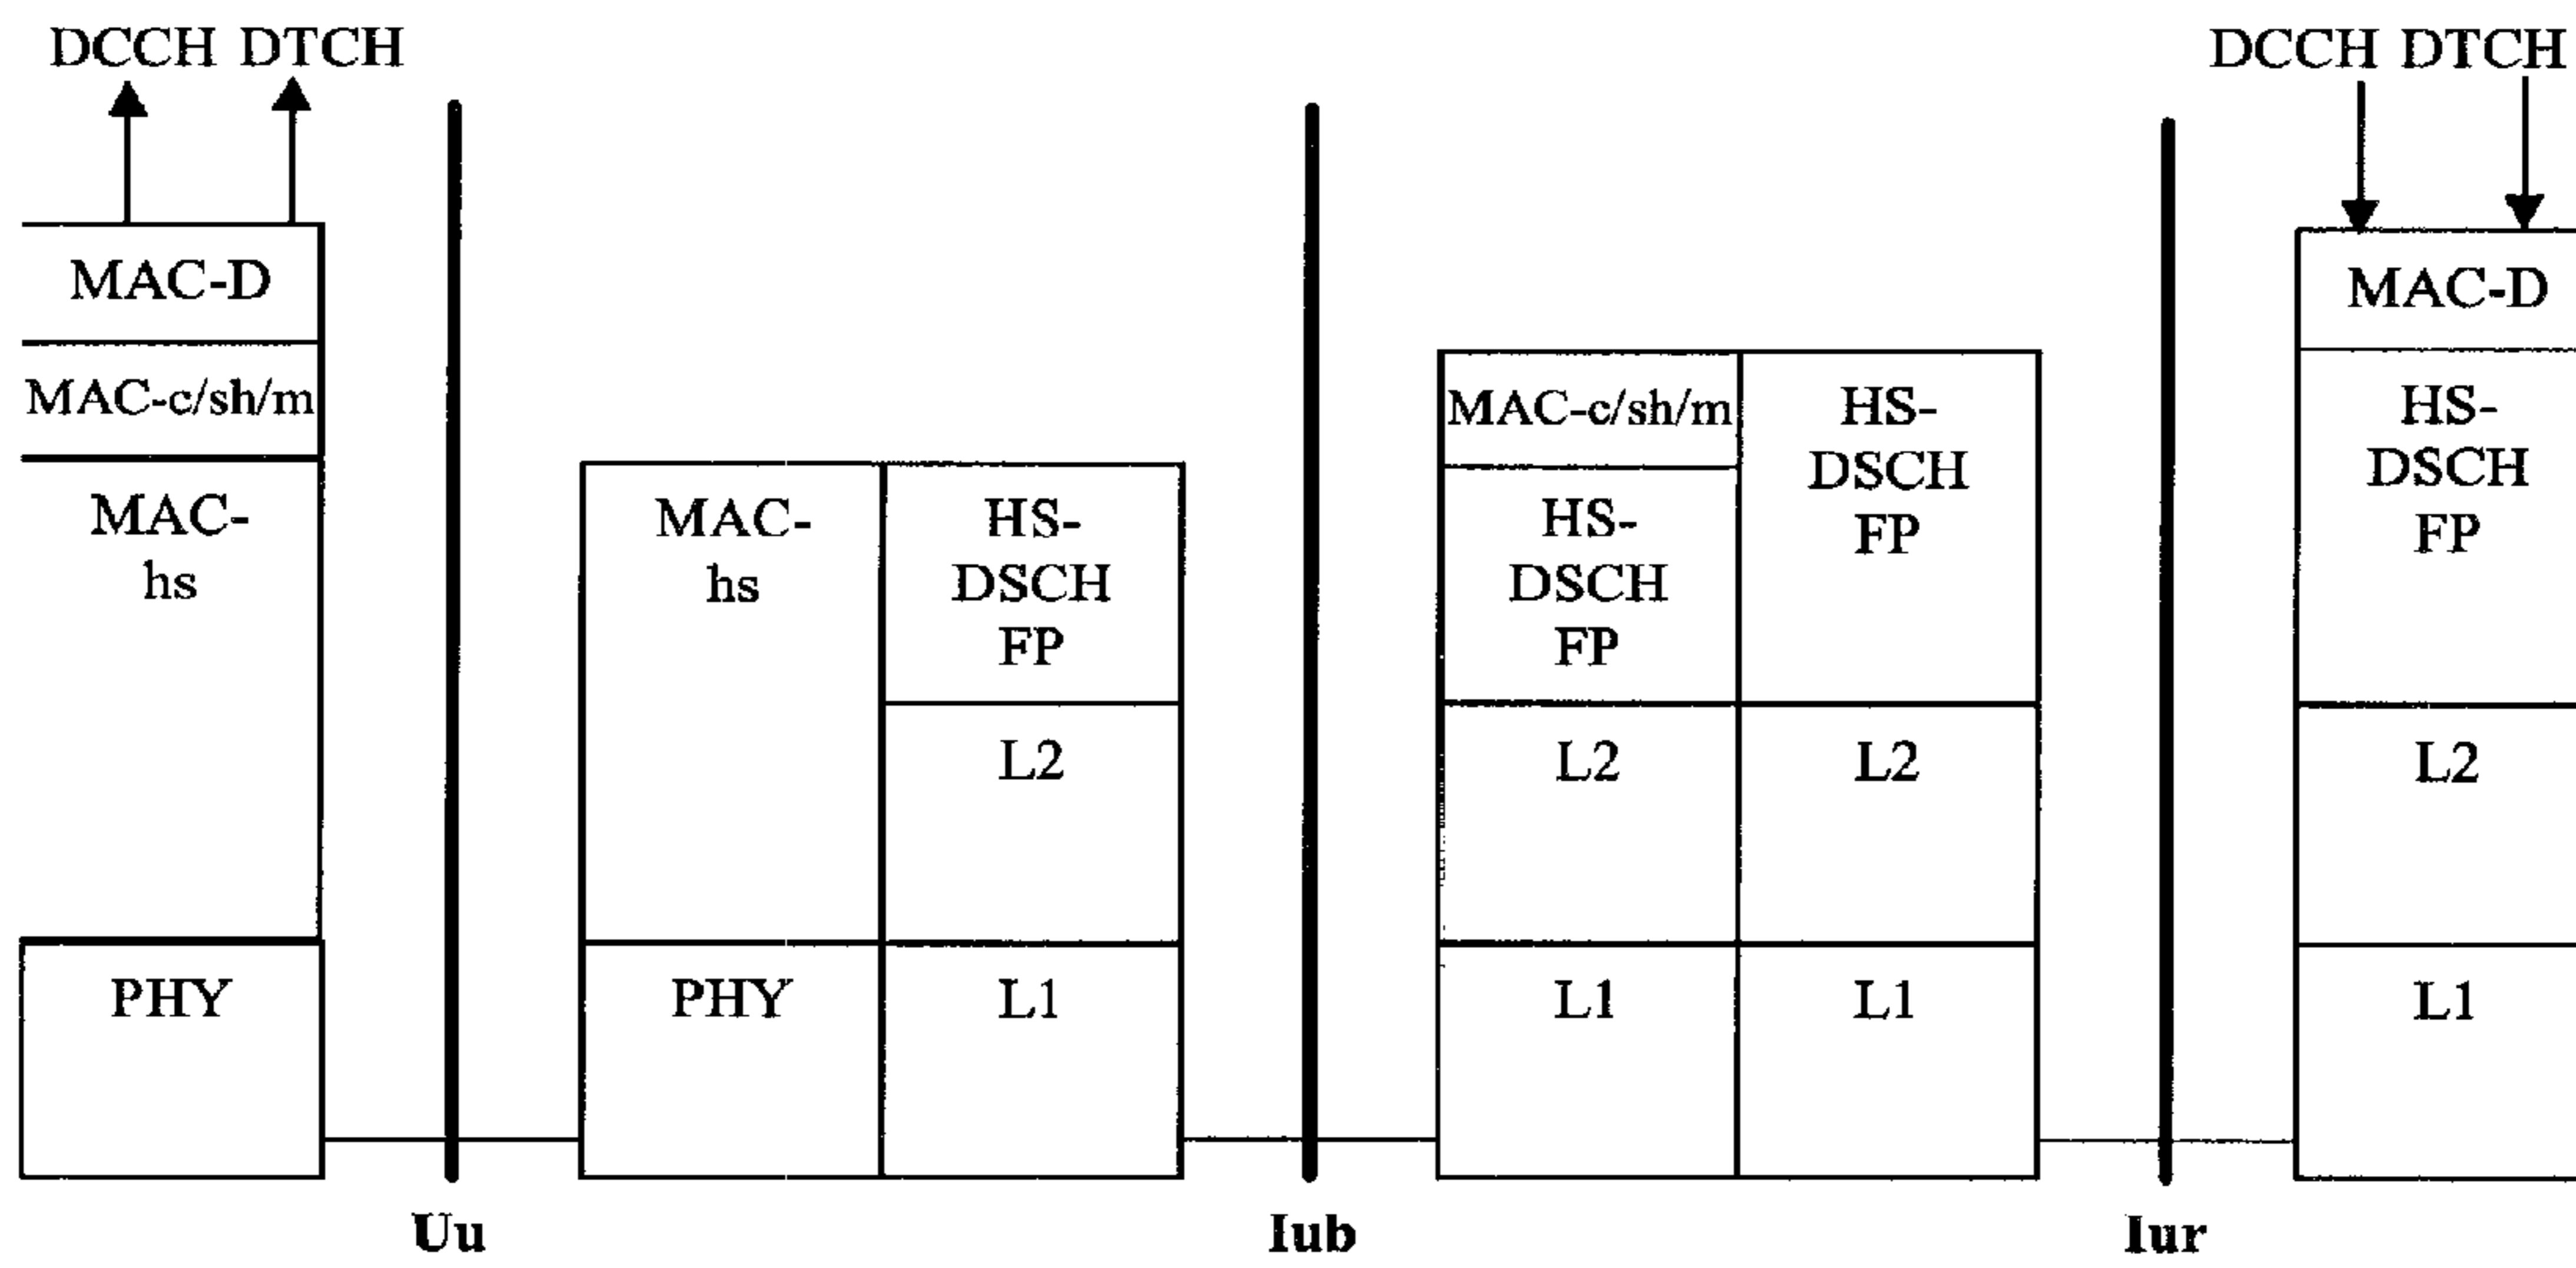 DCCH DTCH
MAC-D
MAC-c/sh/m
MAC-
hs
PHY
Uu
MAC-
hs
PHY
HS-
DSCH
FP
L2
L1
Iub
MAC-c/sh/m
HS-
DSCH
FP
L2
L1
HS-
DSCH
FP
L2
L1
Iur
DCCH DTCH
MAC-D
HS-
DSCH
FP
L2
L1